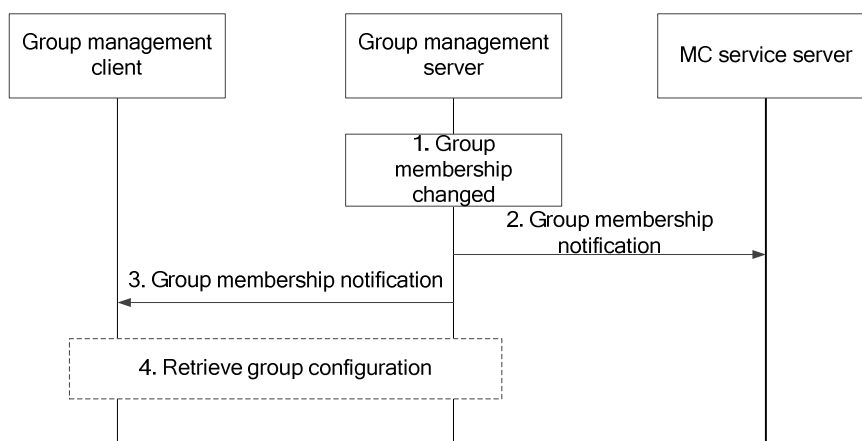 Group management
client
Group management
server
MC service server
1. Group
membership
changed
2. Group membership
notification
3. Group membership notification
4. Retrieve group configuration